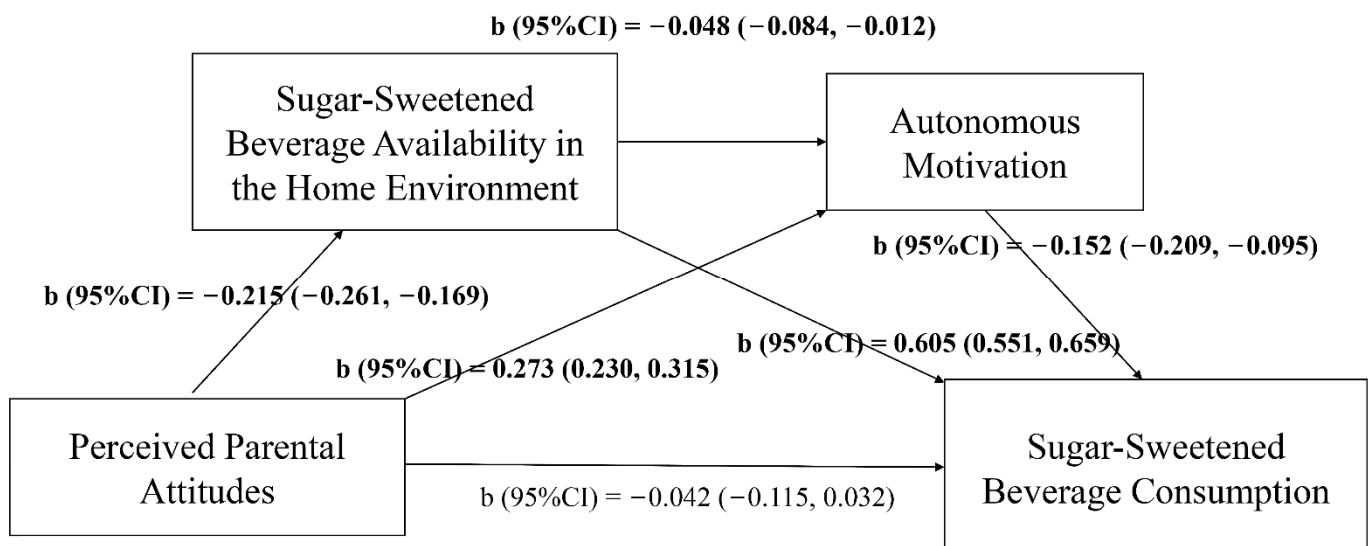 b (95%CI) = −0.048 (−0.084, −0.012)
Sugar-Sweetened
Beverage Availability in
the Home Environment
Autonomous
Motivation
b (95%CI) = −0.152 (−0.209, −0.095)
b (95%CI) = −0.215 (−0.261, −0.169)
b (95%CI) = 0.605 (0.551, 0.659)
b (95%CI) = 0.273 (0.230, 0.315)
Perceived Parental
Attitudes
b (95%CI) = −0.042 (−0.115, 0.032)
Sugar-Sweetened
Beverage Consumption